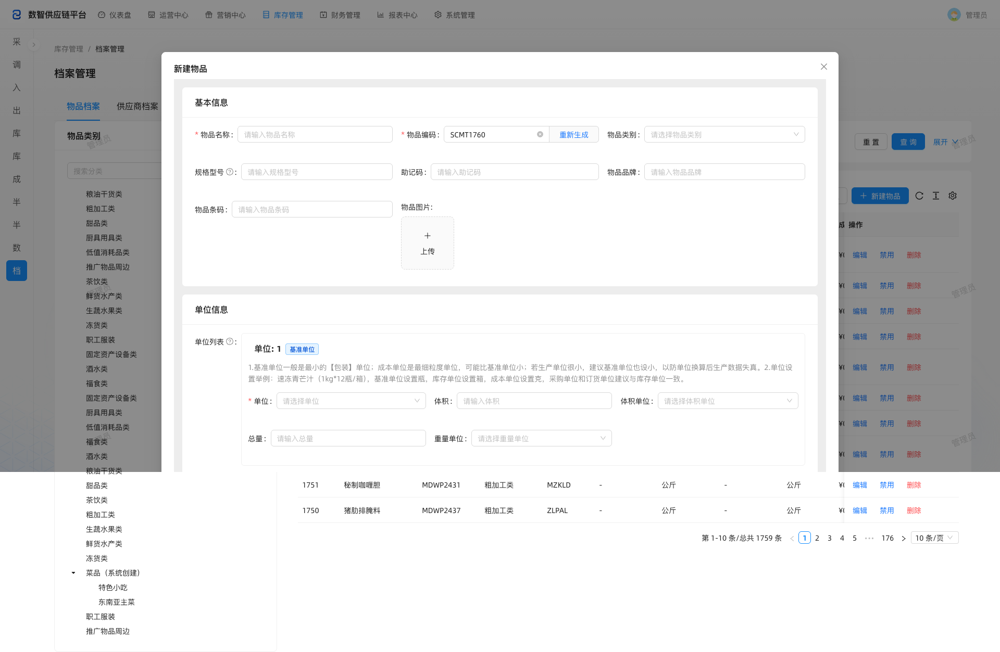 数智供应链平台 仪表盘 运营中心 营销中心 库存管理 财务管理 报表中心 系统管理 管理员
采
调
入
出
库
库
成
半
半
数
档
库存管理 / 档案管理
档案管理
物品档案 供应商档案
物品类别
搜索分类
粮油干货类
粗加工类
甜品类
厨具用具类
低值消耗品类
推广物品周边
茶饮类
鲜货水产类
生蔬水果类
冻货类
职工服装
固定资产设备类
酒水类
福食类
固定资产设备类
厨具用具类
低值消耗品类
福食类
酒水类
粮油干货类
甜品类
茶饮类
粗加工类
生蔬水果类
鲜货水产类
冻货类
菜品（系统创建）
特色小吃
东南亚主菜
职工服装
推广物品周边
新建物品
基本信息
* 物品名称： 请输入物品名称 * 物品编码： SCMT1760 重新生成 物品类别： 请选择物品类别
规格型号： 请输入规格型号 助记码： 请输入助记码 物品品牌： 请输入物品品牌
物品条码： 请输入物品条码 物品图片：
上传
单位信息
单位列表：
单位: 1 基准单位
1.基准单位一般是最小的【包装】单位；成本单位是最细粒度单位，可能比基准单位小；若生产单位很小，建议基准单位也设小，以防单位换算后生产数据失真。2.单位设
置举例：速冻青芒汁（1kg*12瓶/箱），基准单位设置瓶，库存单位设置箱，成本单位设置克，采购单位和订货单位建议与库存单位一致。
* 单位： 请选择单位 体积： 请输入体积 体积单位： 请选择体积单位
总量： 请输入总量 重量单位： 请选择重量单位
重 置 查 询 展开
新建物品
成 操作
编辑 禁用 删除
编辑 禁用 删除
编辑 禁用 删除
编辑 禁用 删除
编辑 禁用 删除
编辑 禁用 删除
编辑 禁用 删除
编辑 禁用 删除
1751 秘制咖喱胆 MDWP2431 粗加工类 MZKLD - 公斤 - 公斤 编辑 禁用 删除
1750 猪肋排腌料 MDWP2437 粗加工类 ZLPAL - 公斤 - 公斤 编辑 禁用 删除
第 1-10 条/总共 1759 条 < 1 2 3 4 5 ••• 176 > 10 条/页
管理员
管理员
管理员
管理员
管理员
管理员